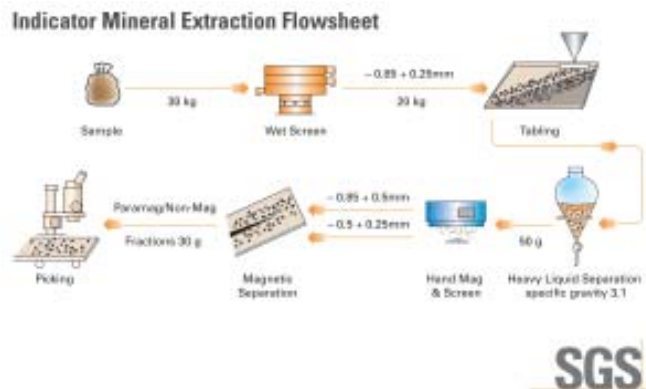 Indicator Mineral Extraction Flowsheet
30 kg
− 0.85 + 0.25mm
20 kg
Sample
Wet Screen
Tabling
Paramag/Non-Mag
Fractions 30 g
− 0.85 + 0.5mm
− 0.5 + 0.25mm
50 g
Picking
Magnetic
Separation
Hand Mag
& Screen
Heavy Liquid Separation
specific gravity 3.1
SGS